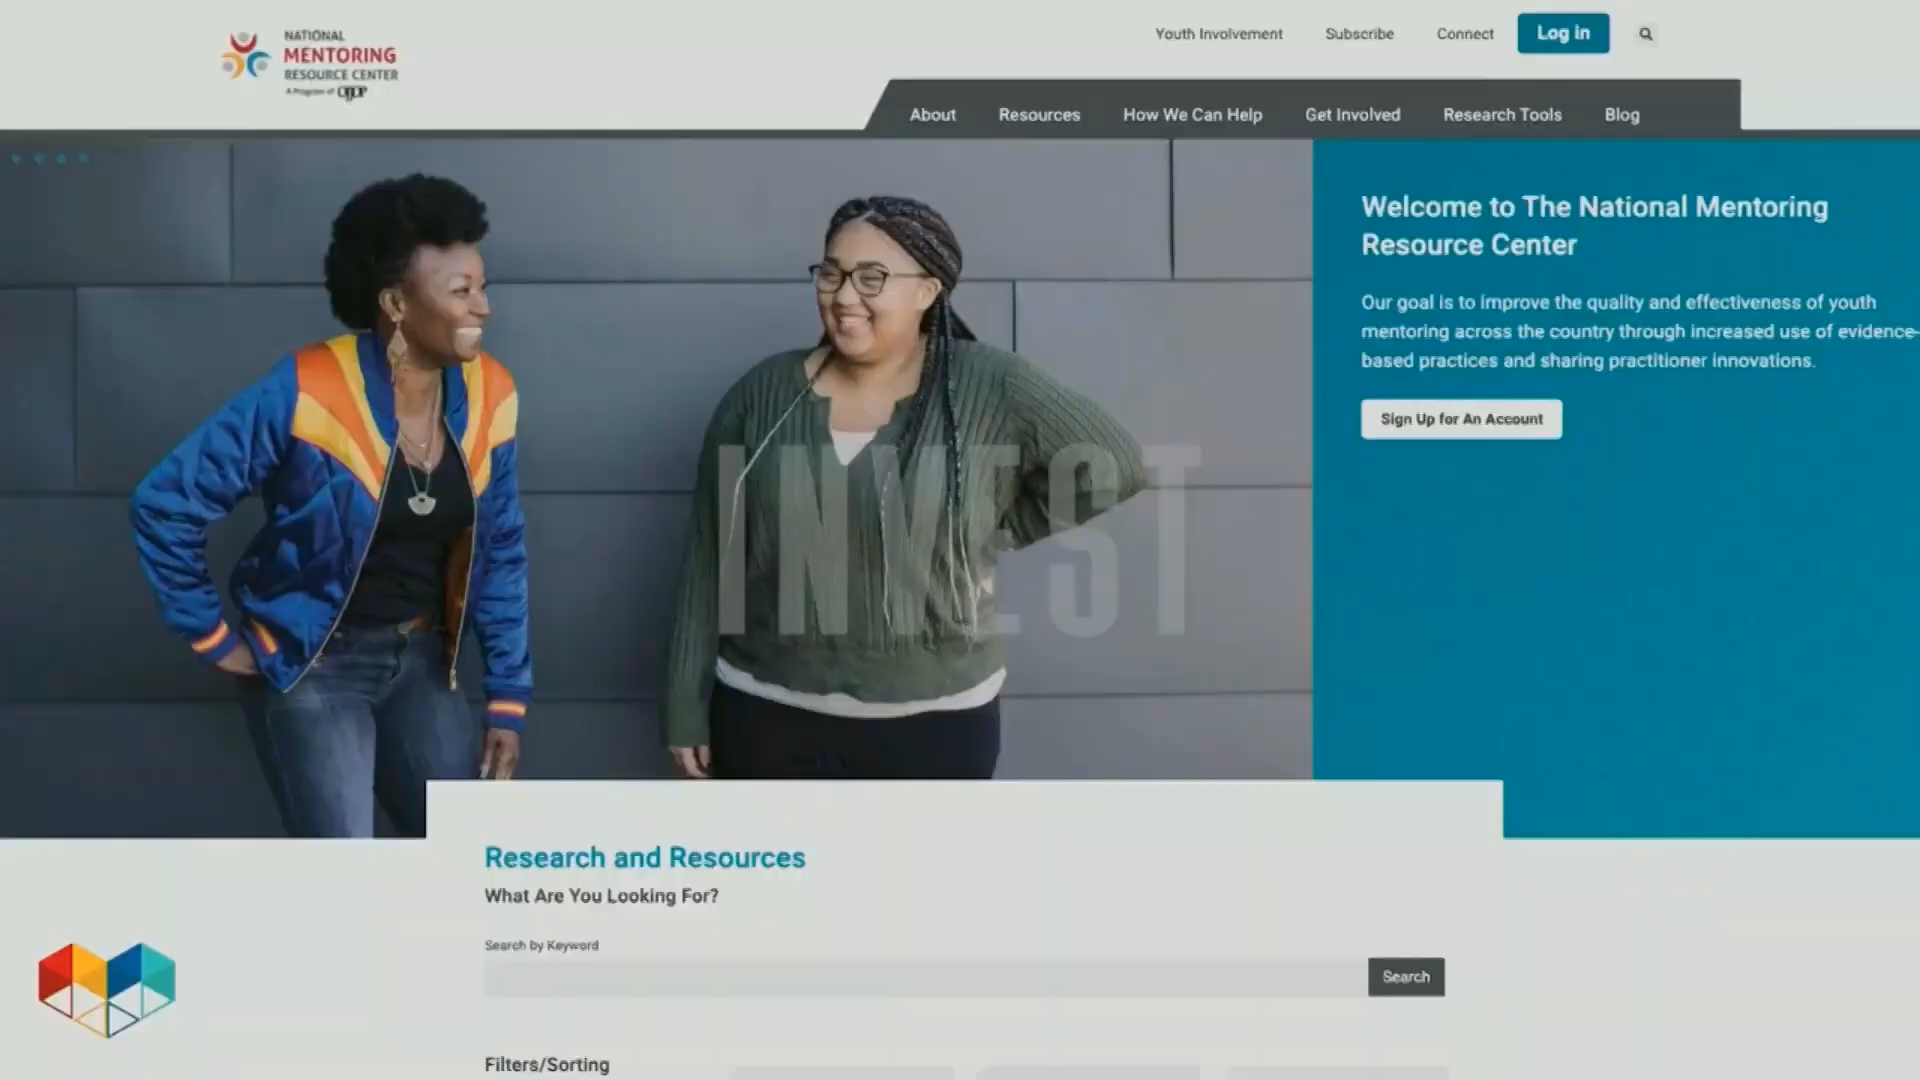 NATIONAL
MENTORING
RESOURCE CENTER
A Program of OJJDP
Youth Involvement
Subscribe
Connect
Log in
About
Resources
How We Can Help
Get Involved
Research Tools
Blog
Welcome to The National Mentoring
Resource Center
Our goal is to improve the quality and effectiveness of youth
mentoring across the country through increased use of evidence-
based practices and sharing practitioner innovations.
Sign Up for An Account
INVEST
Research and Resources
What Are You Looking For?
Search by Keyword
Search
Filters/Sorting